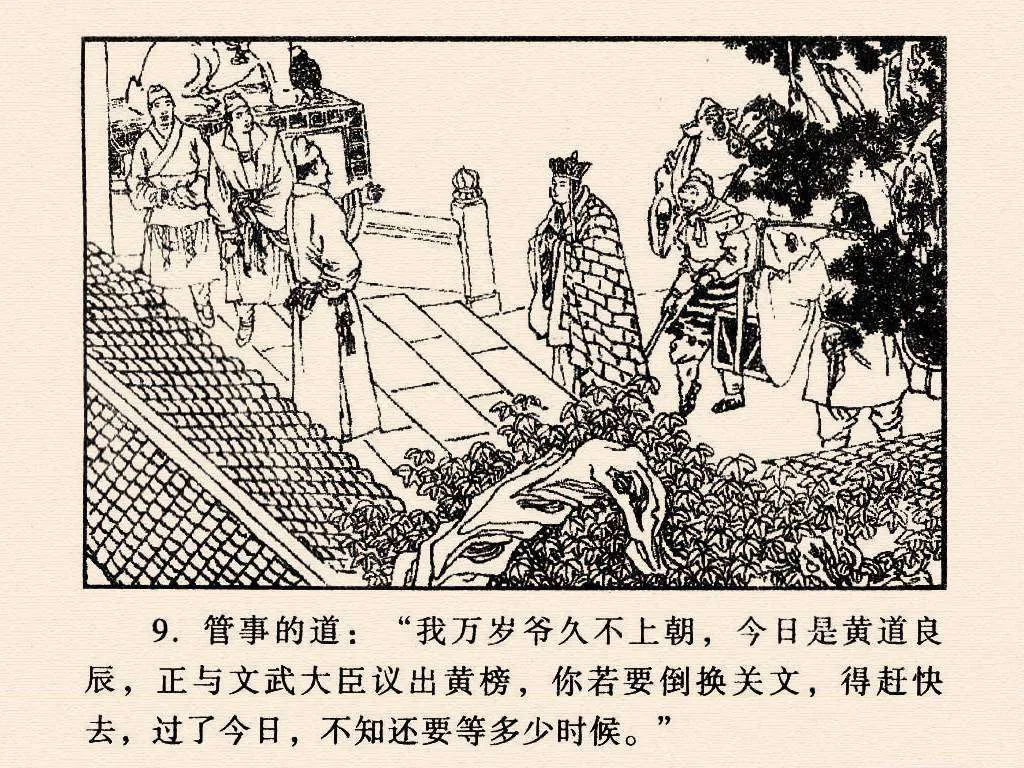 9. 管事的道：“我万岁爷久不上朝，今日是黄道良
辰，正与文武大臣议出黄榜，你若要倒换关文，得赶快
去，过了今日，不知还要等多少时候。”